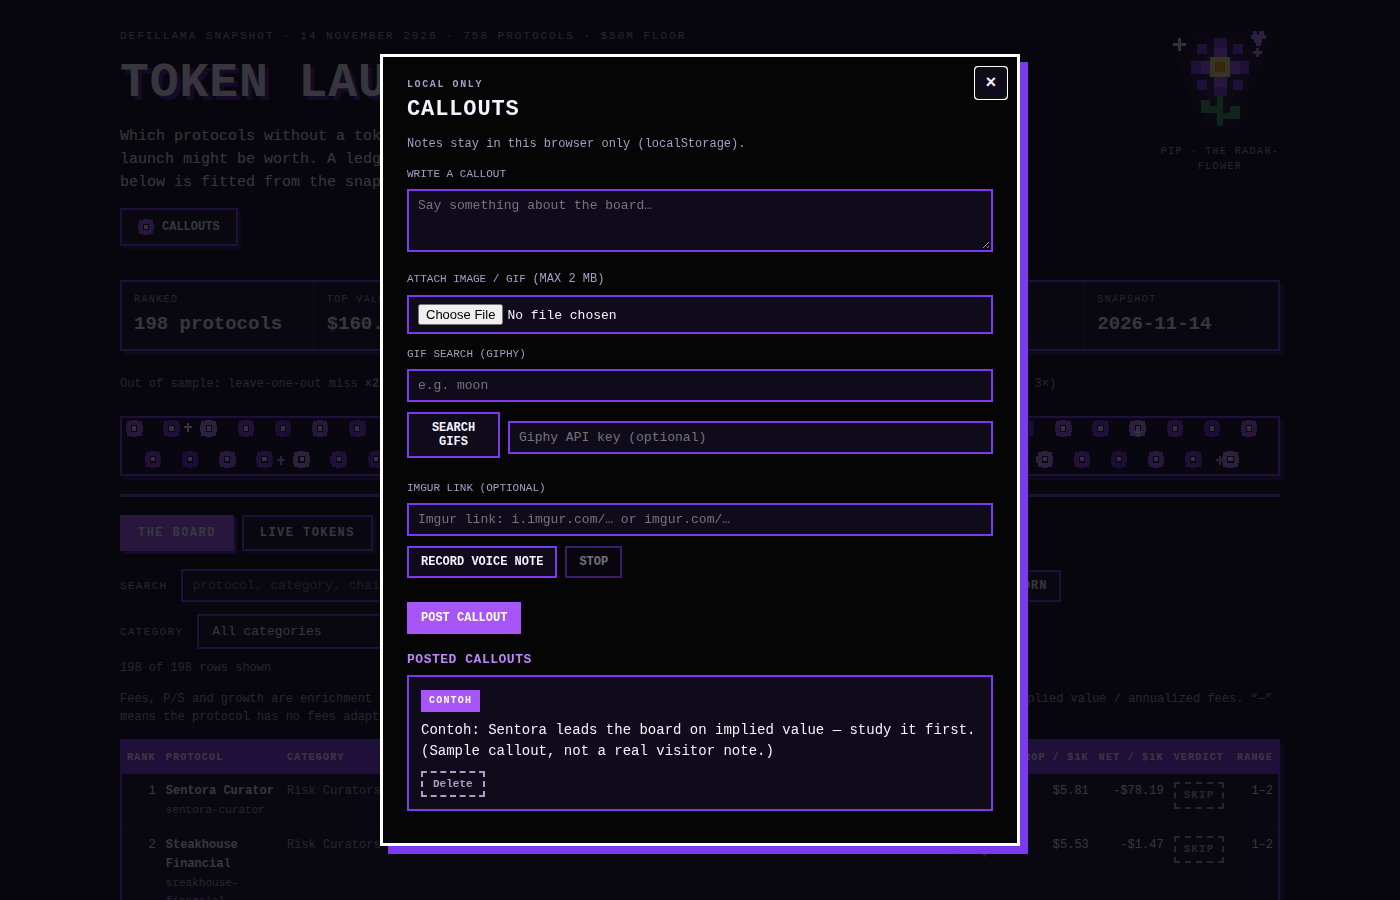 DEFILLAMA SNAPSHOT · 14 NOVEMBER 2026 · 758 PROTOCOLS · $50M FLOOR
TOKEN LAU
Which protocols without a tok
launch might be worth. A ledg
below is fitted from the snap
PIP · THE RADAR-
FLOWER
CALLOUTS
LOCAL ONLY
×
CALLOUTS
Notes stay in this browser only (localStorage).
WRITE A CALLOUT
Say something about the board…
ATTACH IMAGE / GIF (MAX 2 MB)
Choose File No file chosen
GIF SEARCH (GIPHY)
e.g. moon
SEARCH
GIFS
Giphy API key (optional)
IMGUR LINK (OPTIONAL)
Imgur link: i.imgur.com/… or imgur.com/…
RECORD VOICE NOTE STOP
POST CALLOUT
POSTED CALLOUTS
CONTOH
Contoh: Sentora leads the board on implied value — study it first.
(Sample callout, not a real visitor note.)
Delete
RANKED TOP VAL SNAPSHOT
198 protocols $160. 2026-11-14
Out of sample: leave-one-out miss ×2 3×)
THE BOARD LIVE TOKENS
SEARCH protocol, category, chai ORN
CATEGORY All categories
198 of 198 rows shown
Fees, P/S and growth are enrichment plied value / annualized fees. “—”
means the protocol has no fees adapt
RANK PROTOCOL CATEGORY ROP / $1K NET / $1K VERDICT RANGE
1 Sentora Curator Risk Curators $5.81 -$78.19 SKIP 1–2
sentora-curator
2 Steakhouse Risk Curators $5.53 -$1.47 SKIP 1–2
Financial
steakhouse-
financial